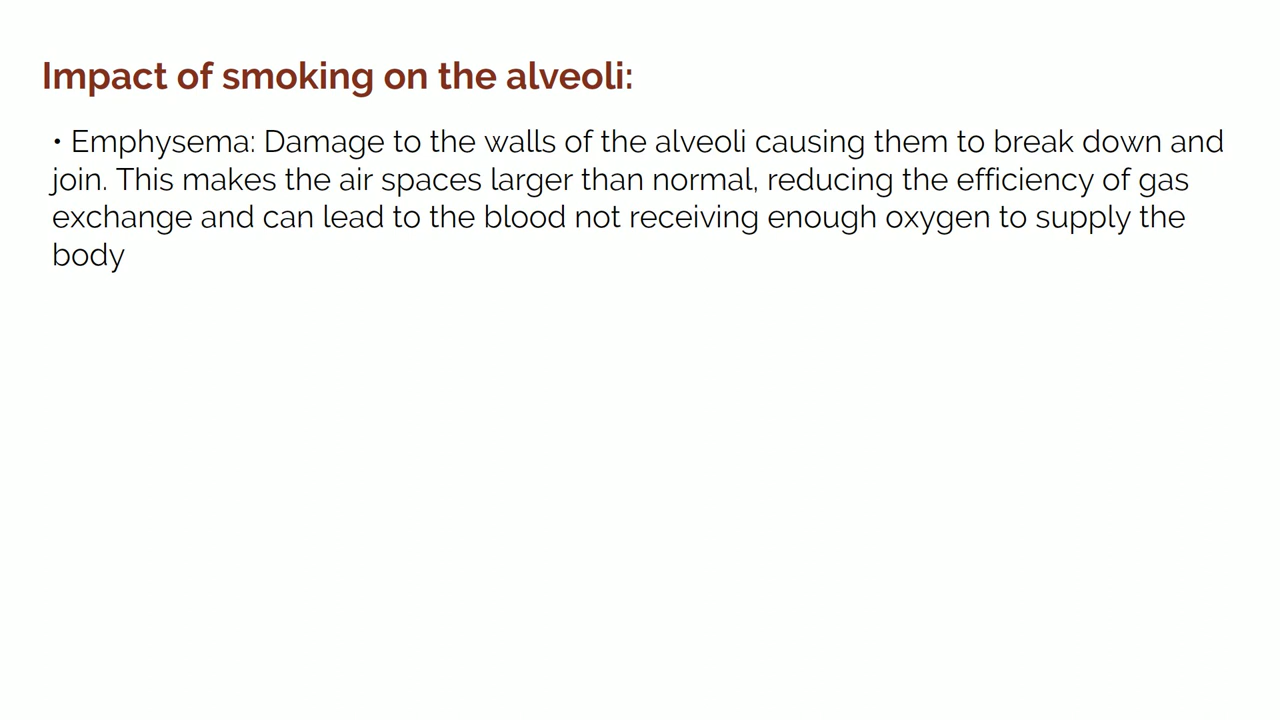 Impact of smoking on the alveoli:
• Emphysema: Damage to the walls of the alveoli causing them to break down and
join. This makes the air spaces larger than normal, reducing the efficiency of gas
exchange and can lead to the blood not receiving enough oxygen to supply the
body